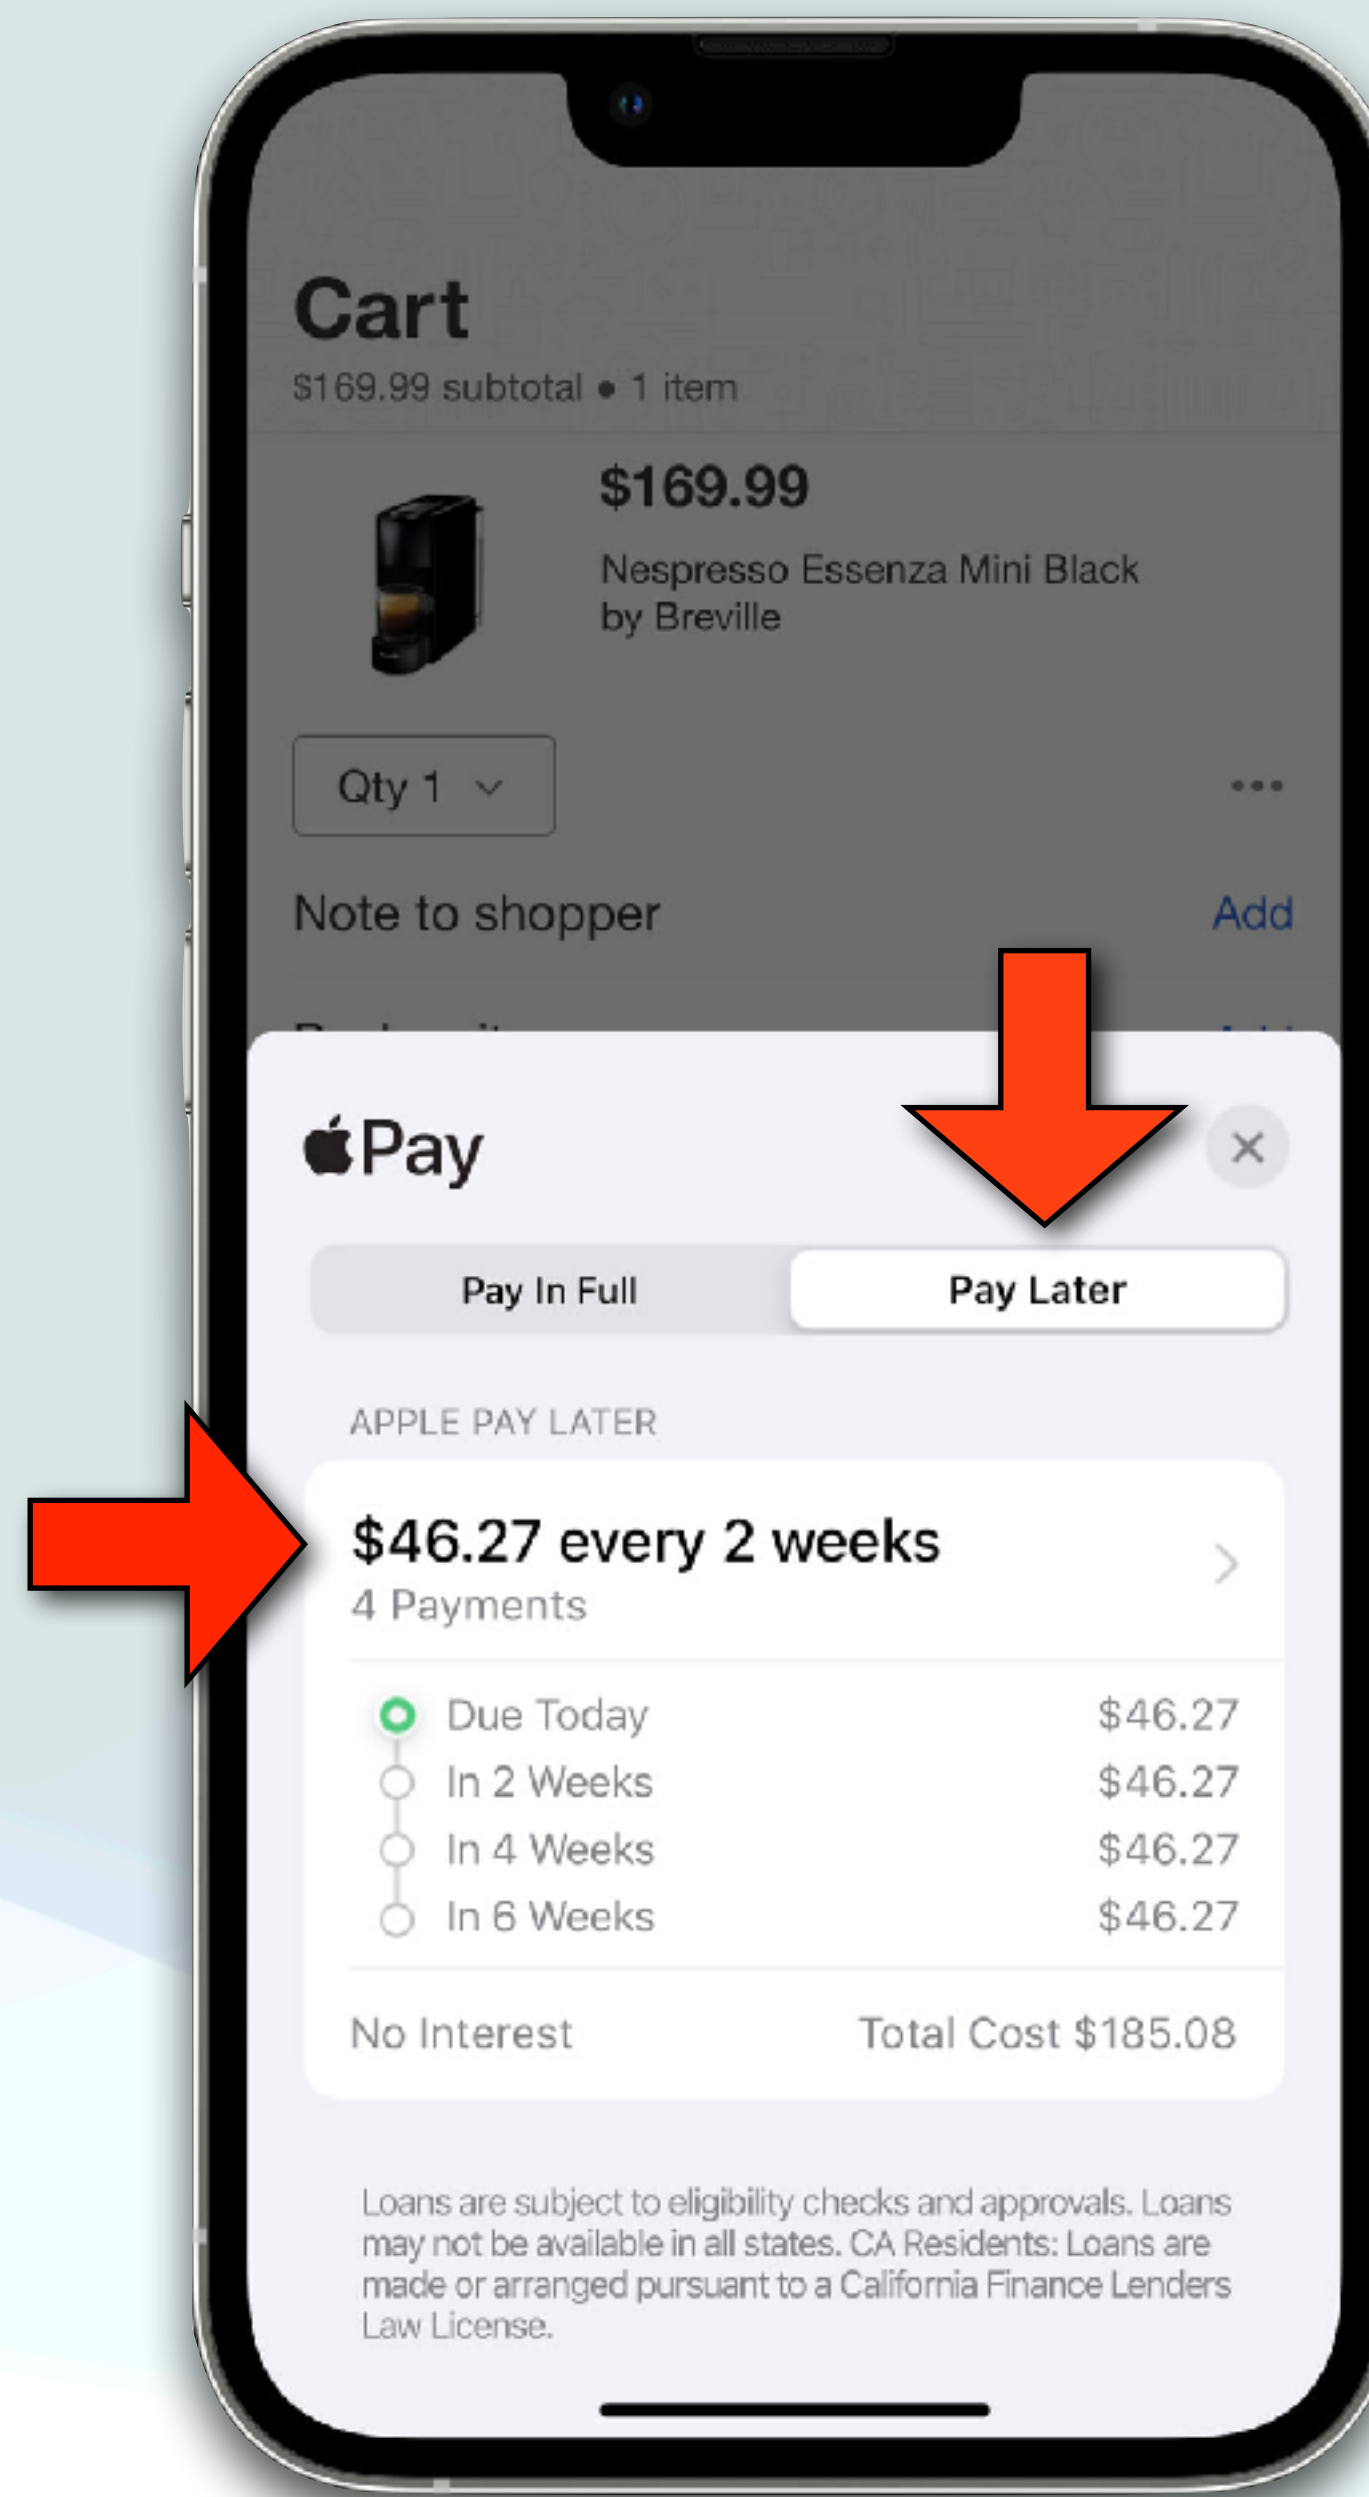 Cart
$169.99 subtotal • 1 item
$169.99
Nespresso Essenza Mini Black
by Breville
Qty 1
Note to shopper
Add
Pay
Pay In Full
Pay Later
APPLE PAY LATER
$46.27 every 2 weeks
4 Payments
Due Today
$46.27
In 2 Weeks
$46.27
In 4 Weeks
$46.27
In 6 Weeks
$46.27
No Interest
Total Cost $185.08
Loans are subject to eligibility checks and approvals. Loans
may not be available in all states. CA Residents: Loans are
made or arranged pursuant to a California Finance Lenders
Law License.